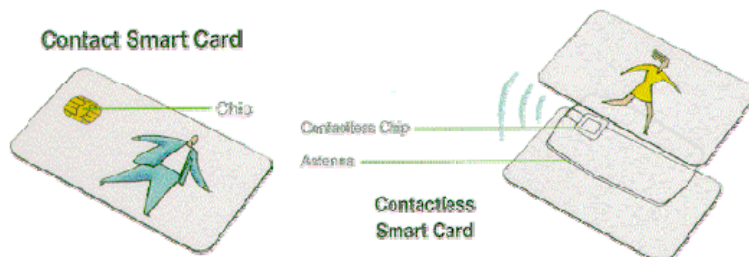 Contact Smart Card
Chip
Contactless Chip
Antenna
Contactless
Smart Card